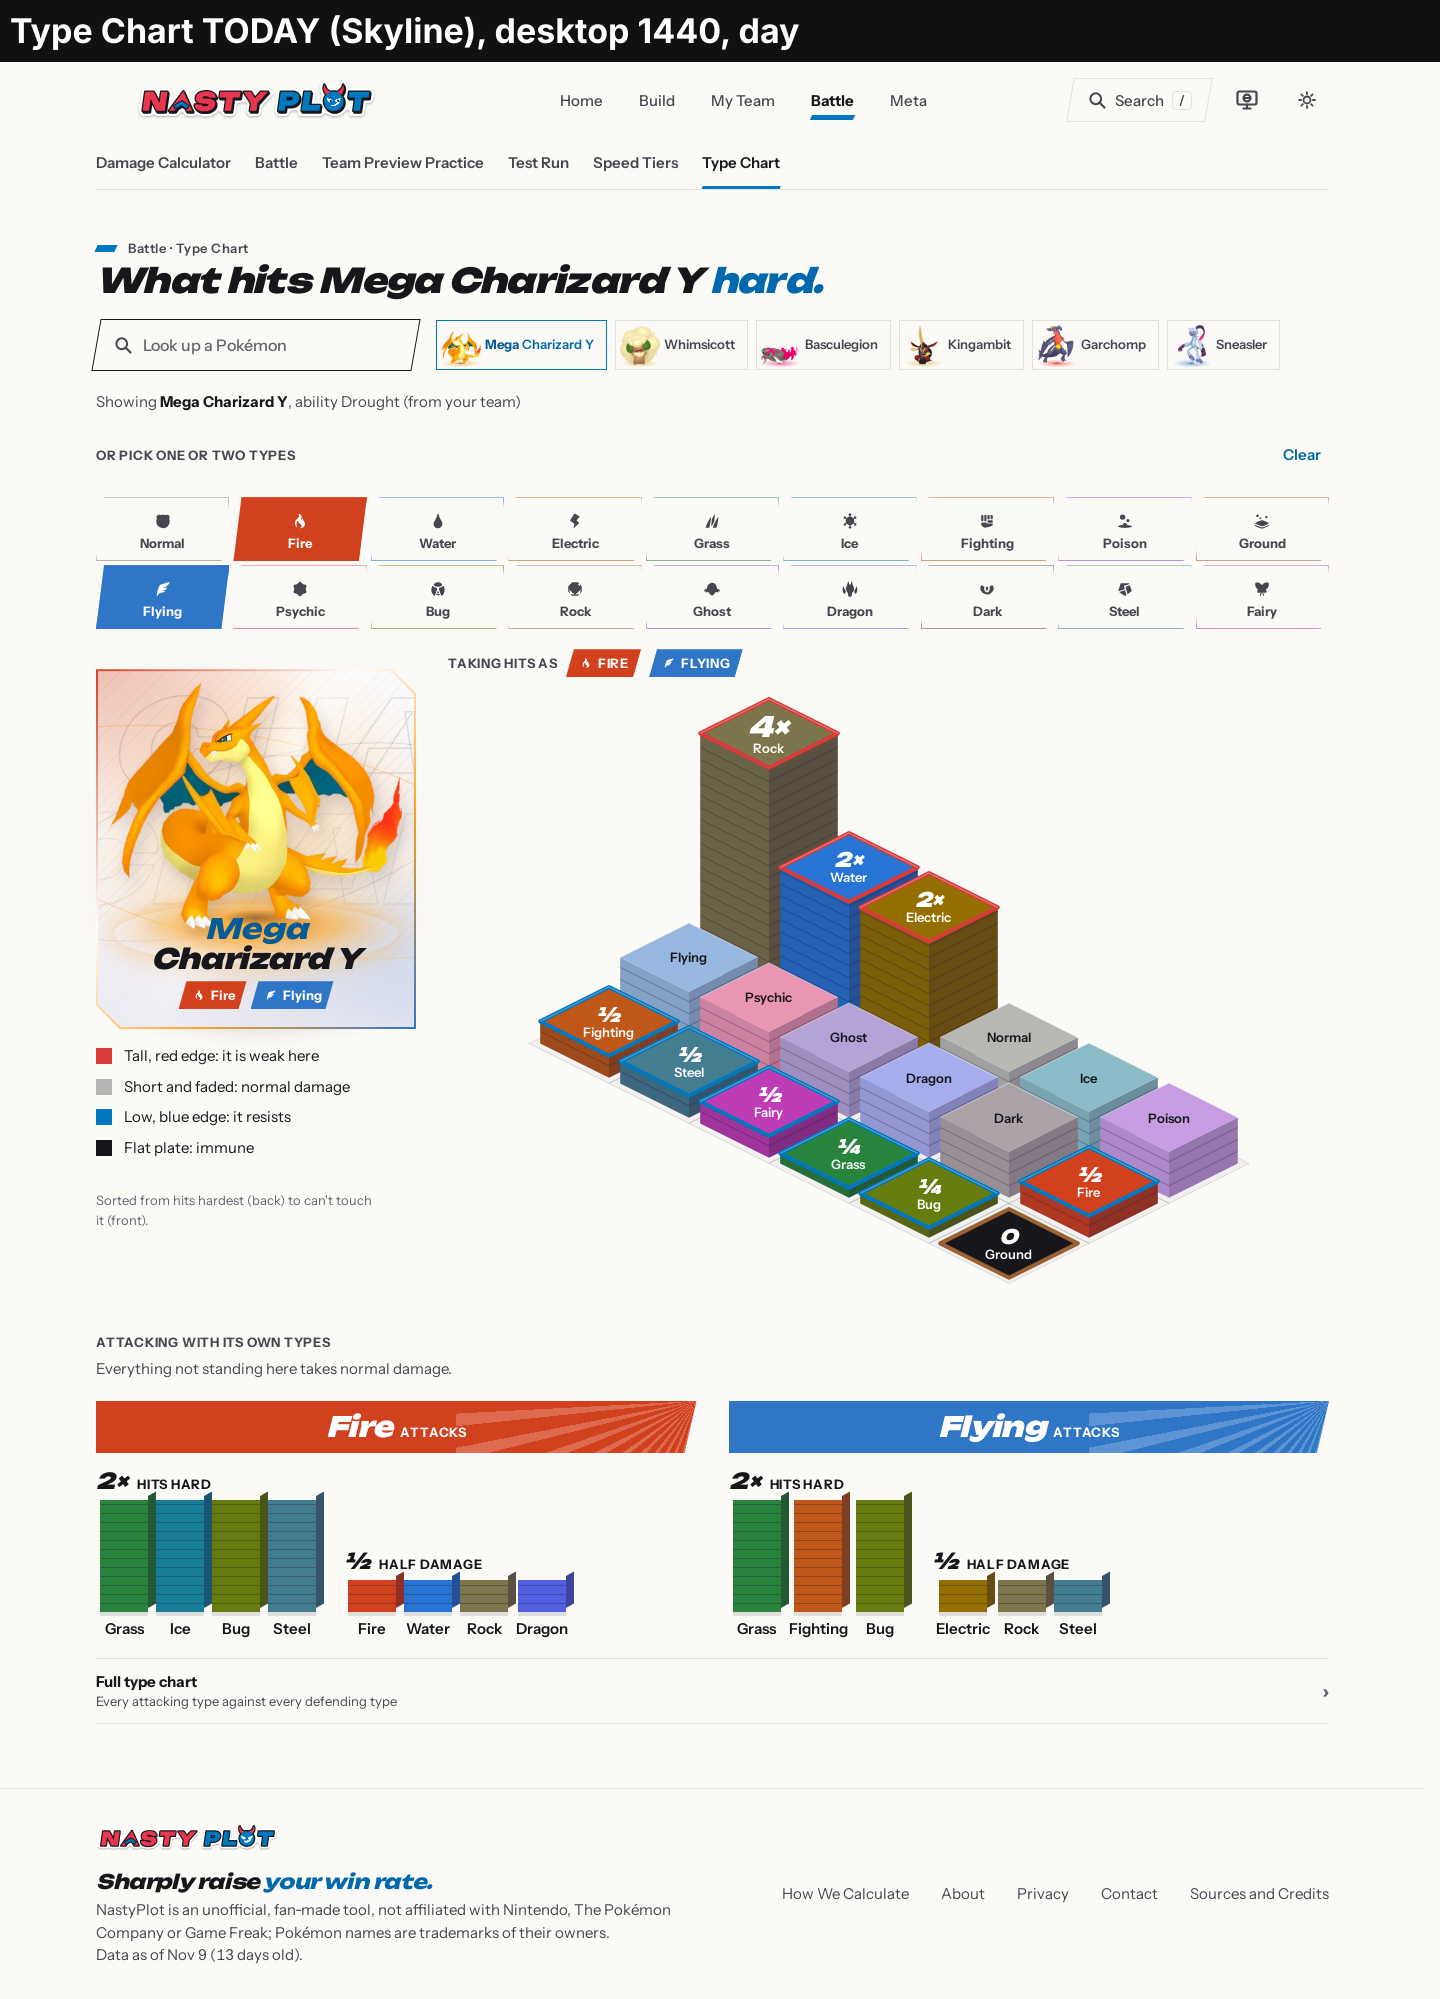 Type Chart TODAY (Skyline), desktop 1440, day
NASTY PLOT
Home Build My Team Battle Meta
Search /
Damage Calculator Battle Team Preview Practice Test Run Speed Tiers Type Chart
Battle · Type Chart
What hits Mega Charizard Y hard.
Look up a Pokémon
Mega Charizard Y
Whimsicott
Basculegion
Kingambit
Garchomp
Sneasler
Showing Mega Charizard Y, ability Drought (from your team)
OR PICK ONE OR TWO TYPES
Clear
Normal Fire Water Electric Grass Ice Fighting Poison Ground
Flying Psychic Bug Rock Ghost Dragon Dark Steel Fairy
TAKING HITS AS FIRE FLYING
Mega
Charizard Y
Fire Flying
Tall, red edge: it is weak here
Short and faded: normal damage
Low, blue edge: it resists
Flat plate: immune
Sorted from hits hardest (back) to can't touch
it (front).
4×
Rock
2×
Water
2×
Electric
Flying
Psychic
Ghost
Normal
Dragon
Ice
Dark
Poison
½
Fighting
½
Steel
½
Fairy
¼
Grass
¼
Bug
½
Fire
0
Ground
ATTACKING WITH ITS OWN TYPES
Everything not standing here takes normal damage.
Fire ATTACKS
2× HITS HARD
½ HALF DAMAGE
Grass Ice Bug Steel Fire Water Rock Dragon
Flying ATTACKS
2× HITS HARD
½ HALF DAMAGE
Grass Fighting Bug Electric Rock Steel
Full type chart
Every attacking type against every defending type
›
NASTY PLOT
Sharply raise your win rate.
NastyPlot is an unofficial, fan-made tool, not affiliated with Nintendo, The Pokémon
Company or Game Freak; Pokémon names are trademarks of their owners.
Data as of Nov 9 (13 days old).
How We Calculate About Privacy Contact Sources and Credits